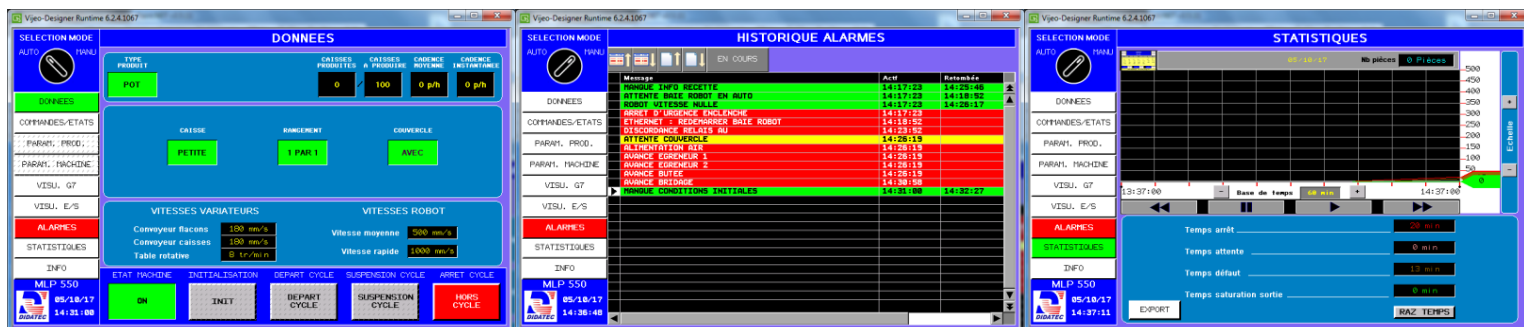 Vijeo-Designer Runtime 6.2.4.1067
SELECTION MODE
AUTO MANU
DONNEES
TYPE PRODUIT
POT
CAISSES PRODUITES
CAISSES A PRODUIRE
CADENCE MOYENNE
CADENCE INSTANTANEE
0 / 100 0 p/h 0 p/h
DONNEES
COMMANDES/ETATS
PARAM. PROD.
PARAM. MACHINE
VISU. G7
VISU. E/S
ALARMES
STATISTIQUES
INFO
CAISSE RANGEMENT COUVERCLE
PETITE 1 PAR 1 AVEC
VITESSES VARIATEURS
Convoyeur flacons 180 mm/s
Convoyeur caisses 180 mm/s
Table rotative 8 tr/min
VITESSES ROBOT
Vitesse moyenne 500 mm/s
Vitesse rapide 1000 mm/s
MLP 550
DIDATEC
05/10/17
14:31:00
ETAT MACHINE INITIALISATION DEPART CYCLE SUSPENSION CYCLE ARRET CYCLE
ON INIT DEPART CYCLE SUSPENSION CYCLE HORS CYCLE
Vijeo-Designer Runtime 6.2.4.1067
SELECTION MODE
AUTO MANU
HISTORIQUE ALARMES
EN COURS
DONNEES
COMMANDES/ETATS
PARAM. PROD.
PARAM. MACHINE
VISU. G7
VISU. E/S
ALARMES
STATISTIQUES
INFO
Message Actif Retombée
MANQUE INFO RECETTE 14:17:23 14:25:46
ATTENTE BAIE ROBOT EN AUTO 14:17:23 14:18:52
ROBOT VITESSE NULLE 14:17:23 14:26:17
ARRET D'URGENCE ENCLENCHE 14:17:23
ETHERNET : REDEMARRER BAIE ROBOT 14:18:52
DISCORDANCE RELAIS AU 14:23:52
ATTENTE COUVERCLE 14:26:19
ALIMENTATION AIR 14:26:19
AVANCE EGRENEUR 1 14:26:19
AVANCE EGRENEUR 2 14:26:19
AVANCE BUTEE 14:26:19
AVANCE BRIDAGE 14:30:58
MANQUE CONDITIONS INITIALES 14:31:00 14:32:27
MLP 550
DIDATEC
05/10/17
14:36:48
Vijeo-Designer Runtime 6.2.4.1067
SELECTION MODE
AUTO MANU
STATISTIQUES
05/10/17 Nb pièces 0 Pièces
DONNEES
COMMANDES/ETATS
PARAM. PROD.
PARAM. MACHINE
VISU. G7
VISU. E/S
ALARMES
STATISTIQUES
INFO
500
450
400
350
300
250
200
150
100
50
0
+
Echelle
-
13:37:00 - Base de temps 60 min + 14:37:00
Temps arrêt 29 min
Temps attente 0 min
Temps défaut 13 min
Temps saturation sortie 0 min
EXPORT RAZ TEMPS
MLP 550
DIDATEC
05/10/17
14:37:11